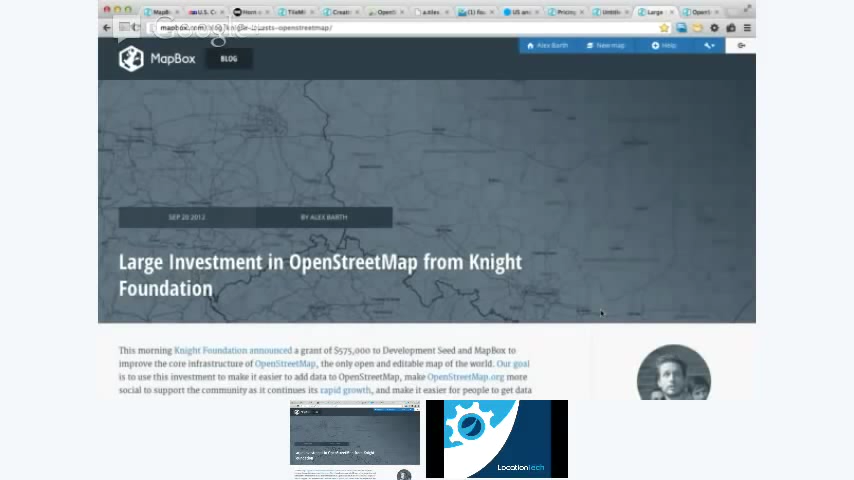 Google
mapbox.com/blog/
Alex Barth
New map
Help
MapBox
BLOG
SEP 20 2012
BY ALEX BARTH
Large Investment in OpenStreetMap from Knight
Foundation
This morning Knight Foundation announced a grant of $575,000 to Development Seed and MapBox to
improve the core infrastructure of OpenStreetMap, the only open and editable map of the world. Our goal
is to use this investment to make it easier to add data to OpenStreetMap, make OpenStreetMap.org more
social to support the community as it continues its rapid growth, and make it easier for people to get data
LocationTech